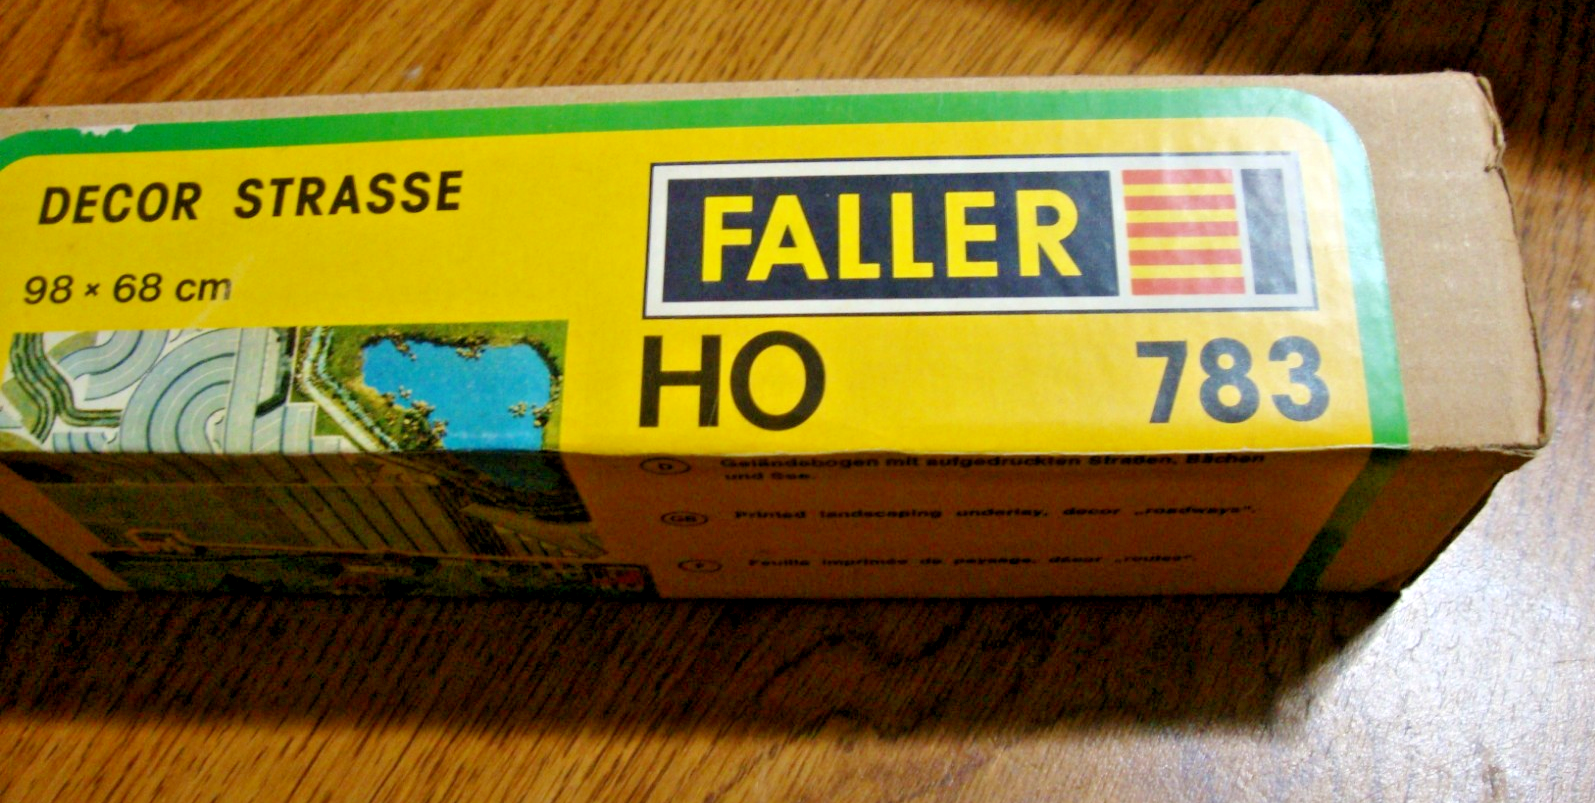 DECOR STRASSE
98 × 68 cm
FALLER
HO 783
D Geländebogen mit aufgedruckten Straßen, Bächen
und See.
GB Printed landscaping underlay, decor „roadways".
F Feuille imprimée de paysage, décor „routes".